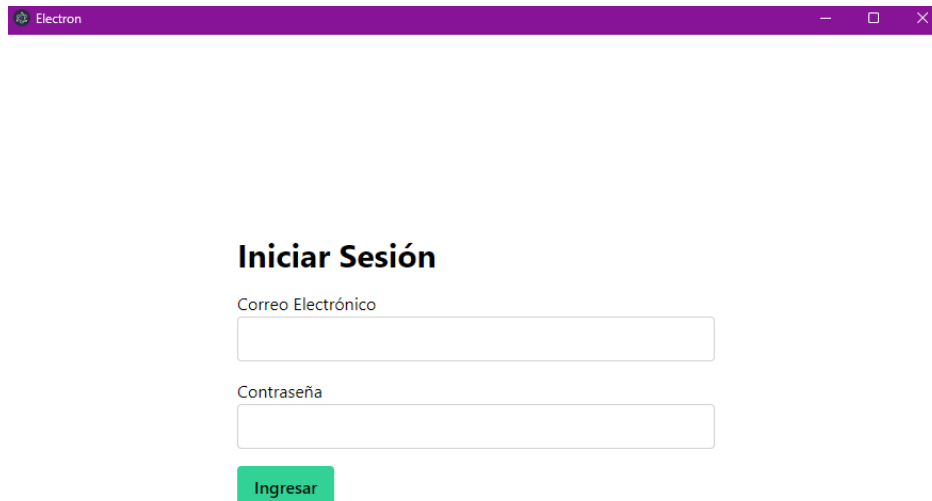 Electron
Iniciar Sesión
Correo Electrónico
Contraseña
Ingresar